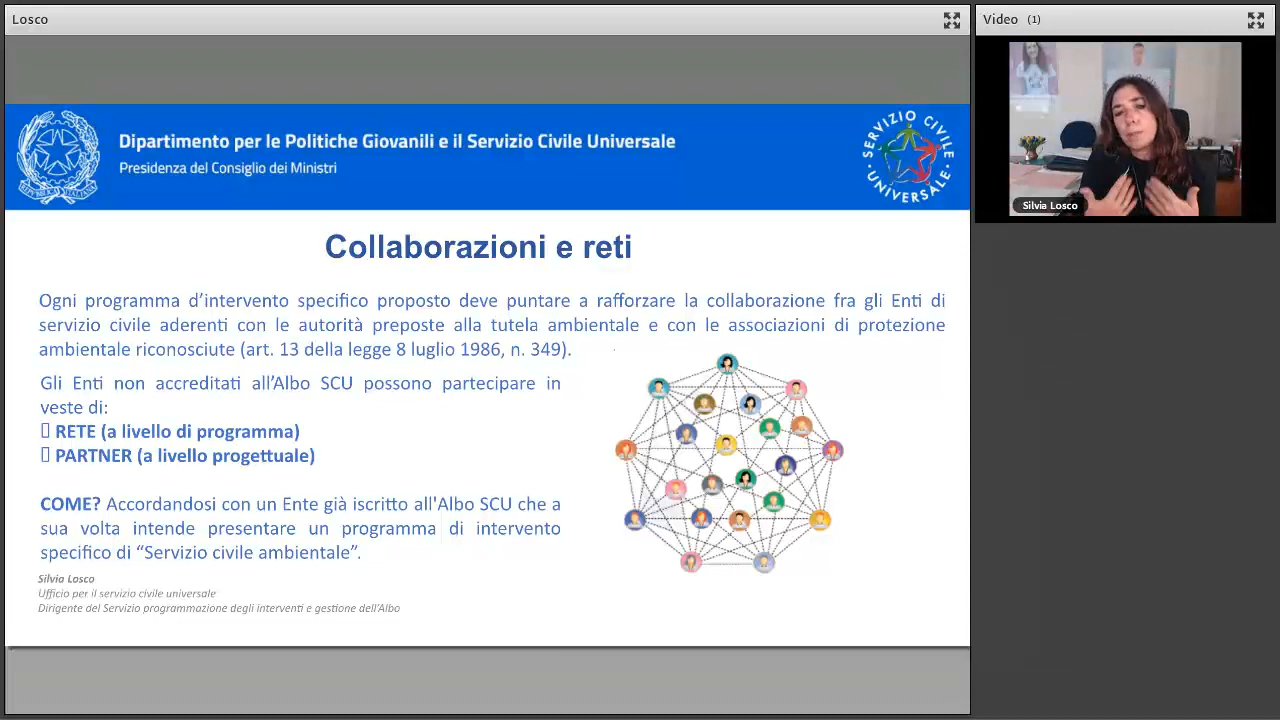 Losco
Video (1)
Dipartimento per le Politiche Giovanili e il Servizio Civile Universale
Presidenza del Consiglio dei Ministri
SERVIZIO CIVILE
UNIVERSALE
Silvia Losco
Collaborazioni e reti
Ogni programma d’intervento specifico proposto deve puntare a rafforzare la collaborazione fra gli Enti di
servizio civile aderenti con le autorità preposte alla tutela ambientale e con le associazioni di protezione
ambientale riconosciute (art. 13 della legge 8 luglio 1986, n. 349).
Gli Enti non accreditati all’Albo SCU possono partecipare in
veste di:
RETE (a livello di programma)
PARTNER (a livello progettuale)
COME? Accordandosi con un Ente già iscritto all'Albo SCU che a
sua volta intende presentare un programma di intervento
specifico di “Servizio civile ambientale”.
Silvia Losco
Ufficio per il servizio civile universale
Dirigente del Servizio programmazione degli interventi e gestione dell’Albo